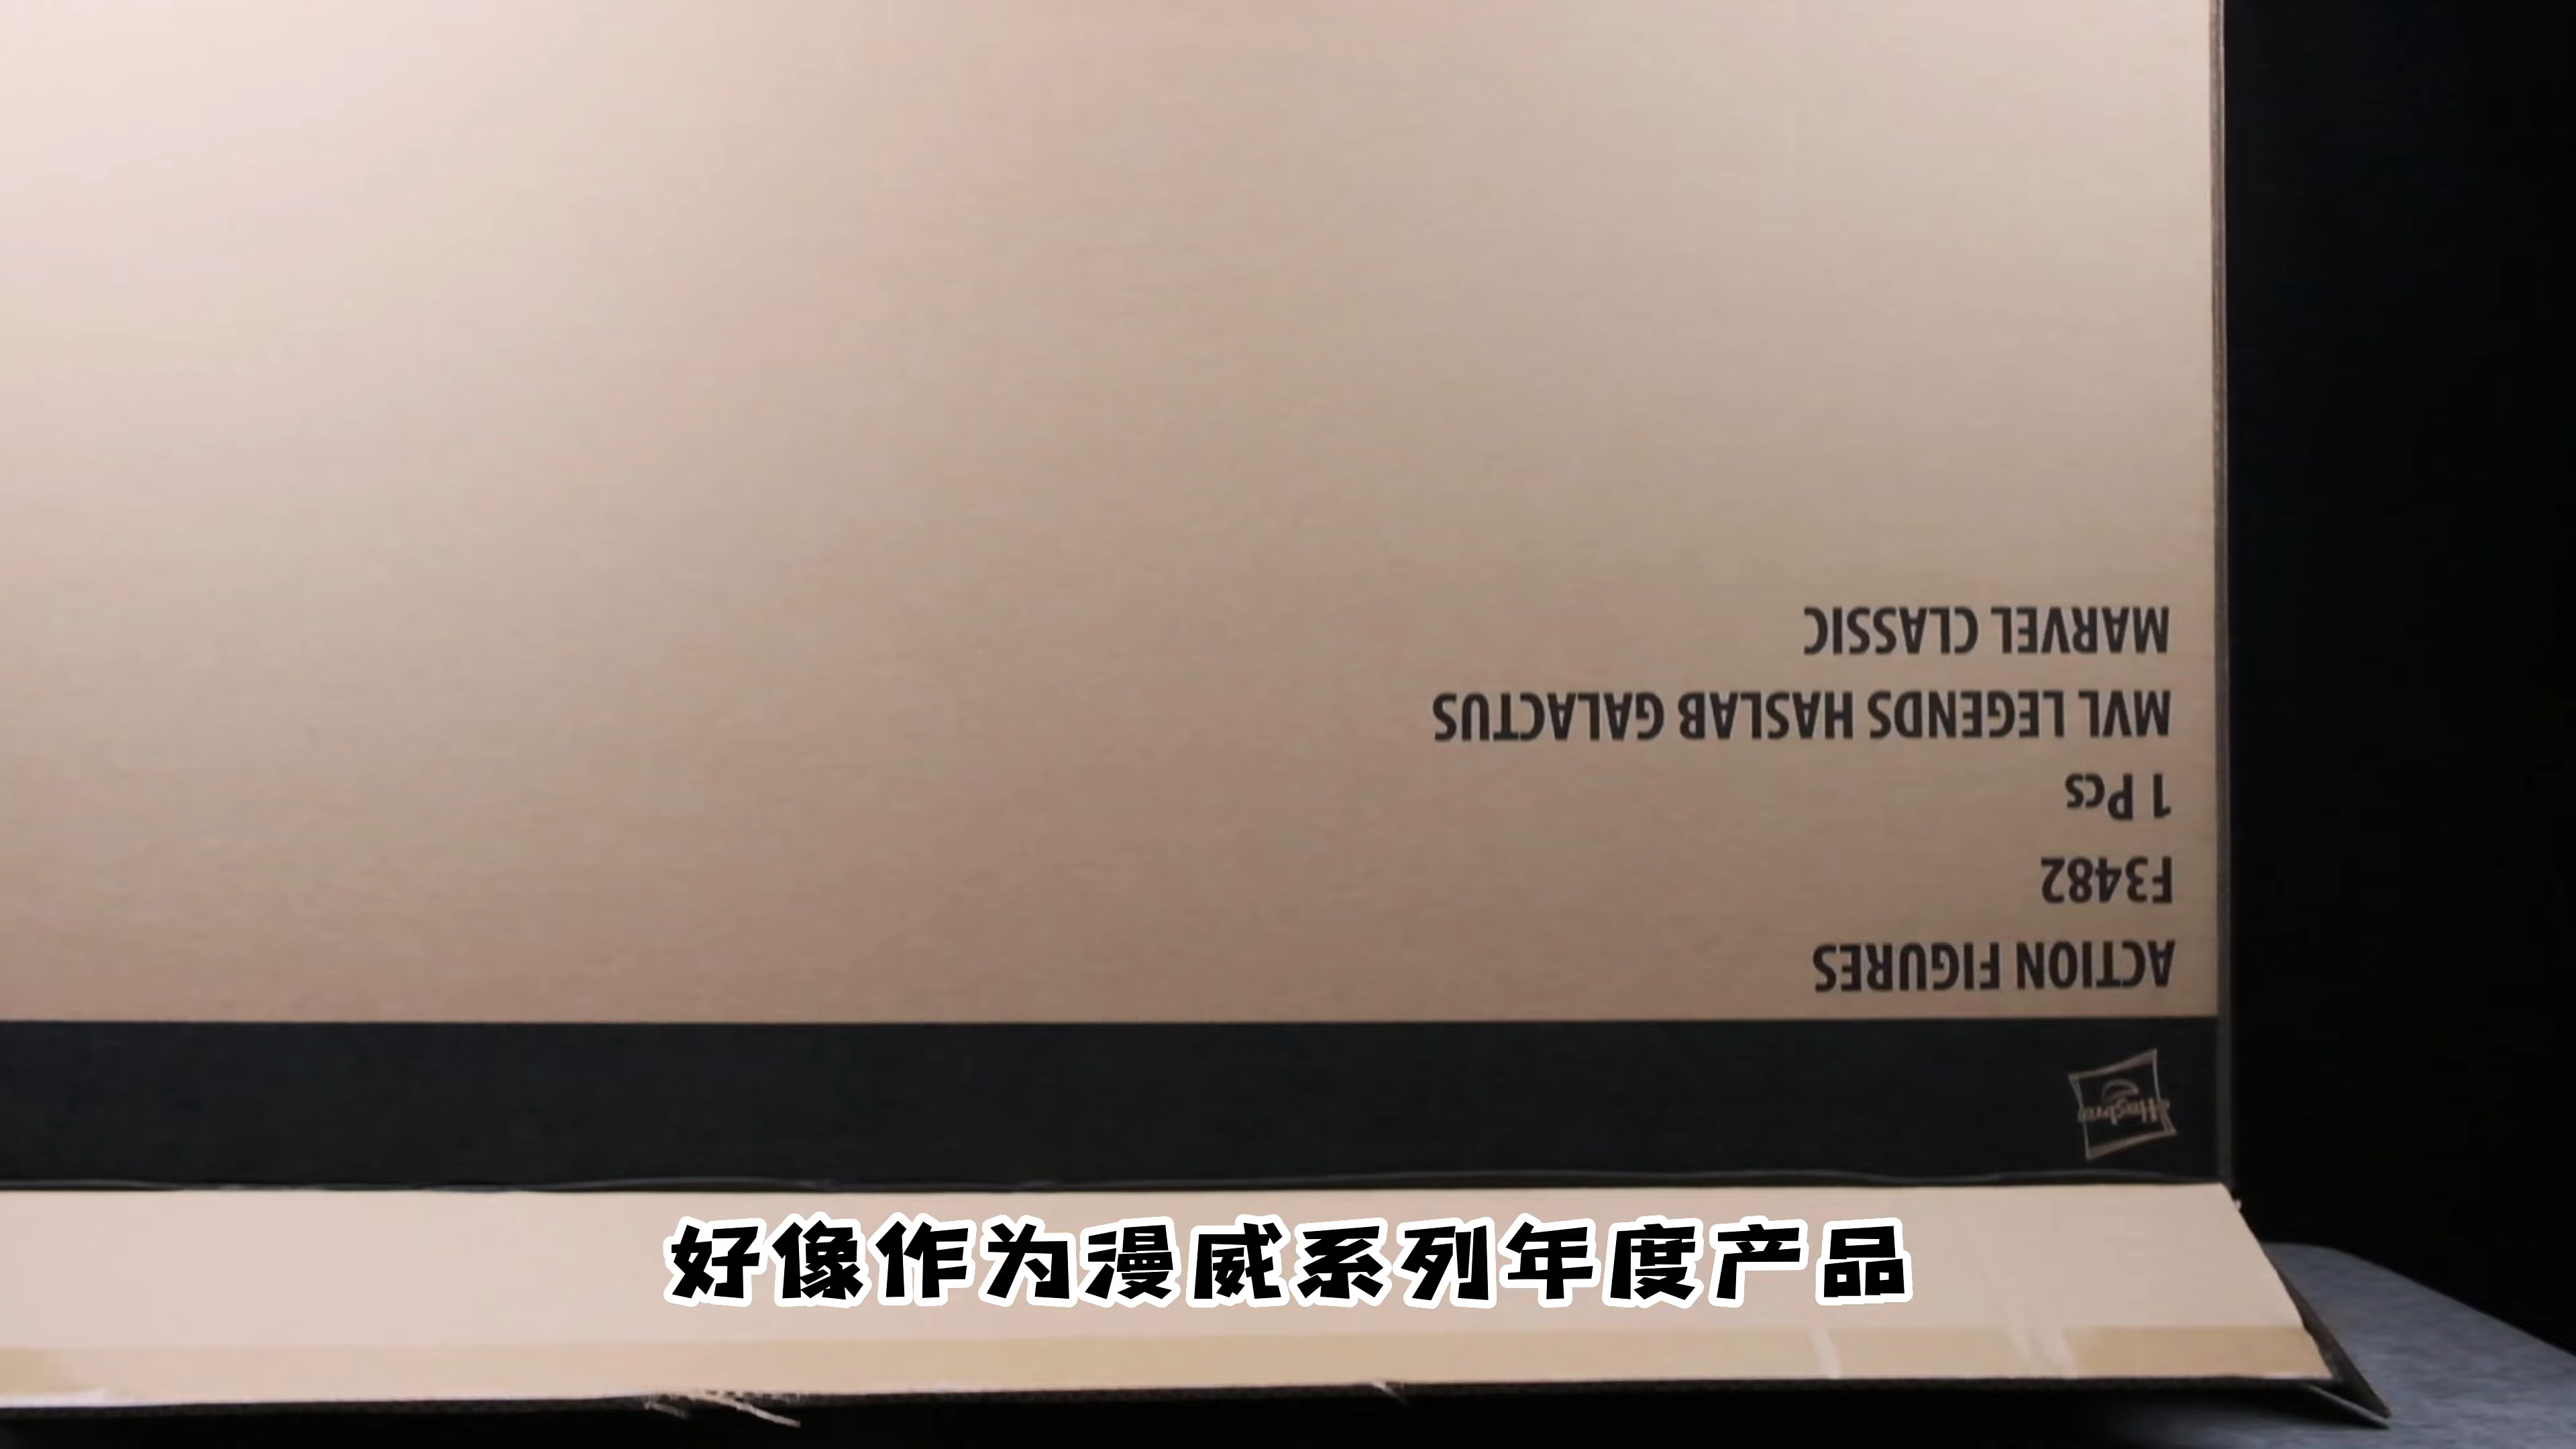 ACTION FIGURES
F3482
1 Pcs
MVL LEGENDS HASLAB GALACTUS
MARVEL CLASSIC
Hasbro
好像作为漫威系列年度产品